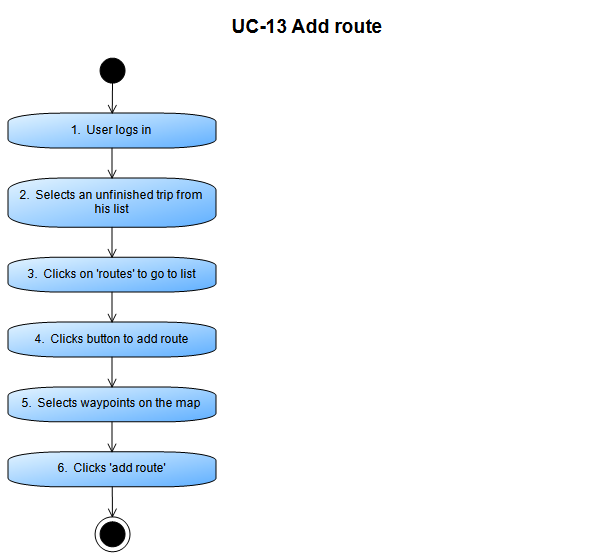 UC-13 Add route
1. User logs in
2. Selects an unfinished trip from
his list
3. Clicks on 'routes' to go to list
4. Clicks button to add route
5. Selects waypoints on the map
6. Clicks 'add route'